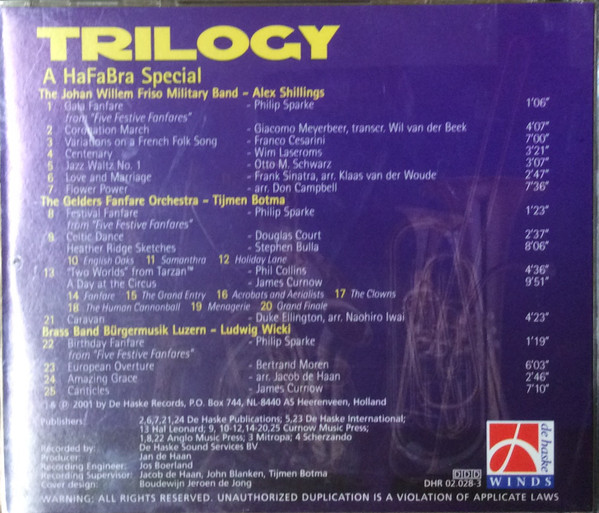 TRILOGY
A HaFaBra Special
The Johan Willem Friso Military Band – Alex Shillings
1 Gala Fanfare - Philip Sparke 1'06"
from "Five Festive Fanfares"
2 Coronation March - Giacomo Meyerbeer, transcr. Wil van der Beek 4'07"
3 Variations on a French Folk Song - Franco Cesarini 7'00"
4 Centenary - Wim Laseroms 3'21"
5 Jazz Waltz No. 1 - Otto M. Schwarz 3'07"
6 Love and Marriage - Frank Sinatra, arr. Klaas van der Woude 2'47"
7 Flower Power - arr. Don Campbell 7'36"
The Gelders Fanfare Orchestra – Tijmen Botma
8 Festival Fanfare - Philip Sparke 1'23"
from "Five Festive Fanfares"
9 Celtic Dance - Douglas Court 2'37"
Heather Ridge Sketches - Stephen Bulla 8'06"
10 English Oaks 11 Samanthra 12 Holiday Lane
13 "Two Worlds" from Tarzan™ - Phil Collins 4'36"
A Day at the Circus - James Curnow 9'51"
14 Fanfare 15 The Grand Entry 16 Acrobats and Aerialists 17 The Clowns
18 The Human Cannonball 19 Menagerie 20 Grand Finale
21 Caravan - Duke Ellington, arr. Naohiro Iwai 4'23"
Brass Band Bürgermusik Luzern – Ludwig Wicki
22 Birthday Fanfare - Philip Sparke 1'19"
from "Five Festive Fanfares"
23 European Overture - Bertrand Moren 6'03"
24 Amazing Grace - arr. Jacob de Haan 2'46"
25 Canticles - James Curnow 7'10"
℗ 2001 by De Haske Records, P.O. Box 744, NL-8440 AS Heerenveen, Holland
Publishers: 2,6,7,21,24 De Haske Publications; 5,23 De Haske International;
13 Hal Leonard; 9, 10-12,14-20,25 Curnow Music Press;
1,8,22 Anglo Music Press; 3 Mitropa; 4 Scherzando
Recorded by: De Haske Sound Services BV
Producer: Jan de Haan
Recording Engineer: Jos Boerland
Recording Supervisor: Jacob de Haan, John Blanken, Tijmen Botma
Cover design: Boudewijn Jeroen de Jong
DDD
DHR 02.028-3
de haske
WINDS
WARNING; ALL RIGHTS RESERVED. UNAUTHORIZED DUPLICATION IS A VIOLATION OF APPLICATE LAWS